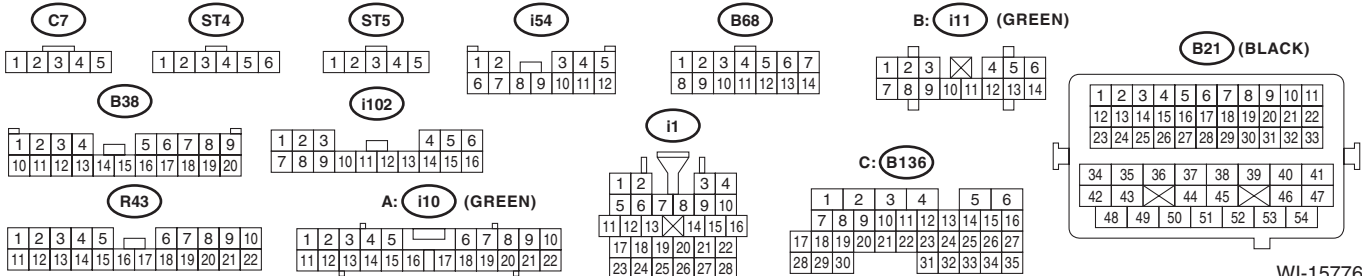 C7
1 2 3 4 5
ST4
1 2 3 4 5 6
ST5
1 2 3 4 5
i54
1 2 3 4 5
6 7 8 9 10 11 12
B68
1 2 3 4 5 6 7
8 9 10 11 12 13 14
B: i11 (GREEN)
1 2 3 4 5 6
7 8 9 10 11 12 13 14
B21 (BLACK)
1 2 3 4 5 6 7 8 9 10 11
12 13 14 15 16 17 18 19 20 21 22
23 24 25 26 27 28 29 30 31 32 33
34 35 36 37 38 39 40 41
42 43 44 45 46 47
48 49 50 51 52 53 54
B38
1 2 3 4 5 6 7 8 9
10 11 12 13 14 15 16 17 18 19 20
i102
1 2 3 4 5 6
7 8 9 10 11 12 13 14 15 16
i1
1 2 3 4
5 6 7 8 9 10
11 12 13 14 15 16
17 18 19 20 21 22
23 24 25 26 27 28
C: B136
1 2 3 4 5 6
7 8 9 10 11 12 13 14 15 16
17 18 19 20 21 22 23 24 25 26 27
28 29 30 31 32 33 34 35
R43
1 2 3 4 5 6 7 8 9 10
11 12 13 14 15 16 17 18 19 20 21 22
A: i10 (GREEN)
1 2 3 4 5 6 7 8 9 10
11 12 13 14 15 16 17 18 19 20 21 22
WI-15776